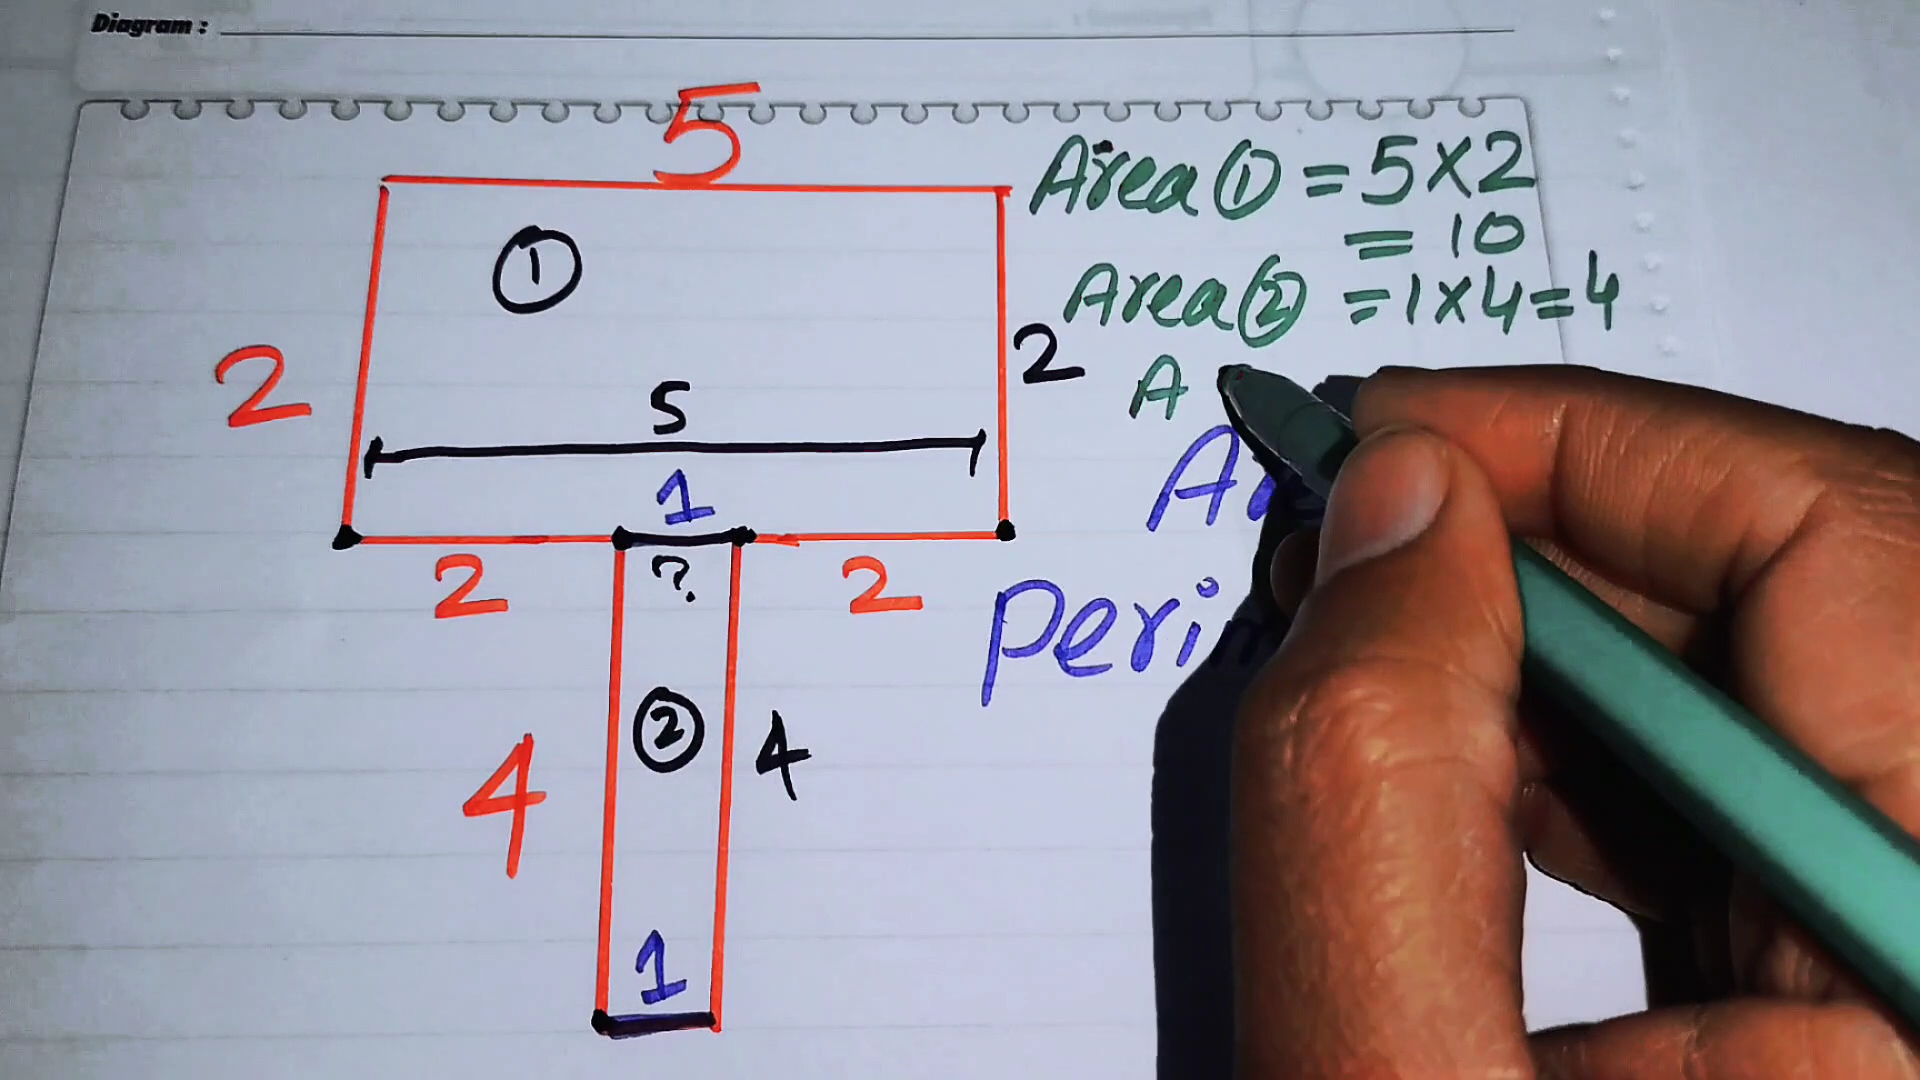 Diagram :
5
Area ① = 5×2
= 10
①
Area ② = 1×4=4
2
2
5
A
1
2
?
2
Peri
②
4
4
1